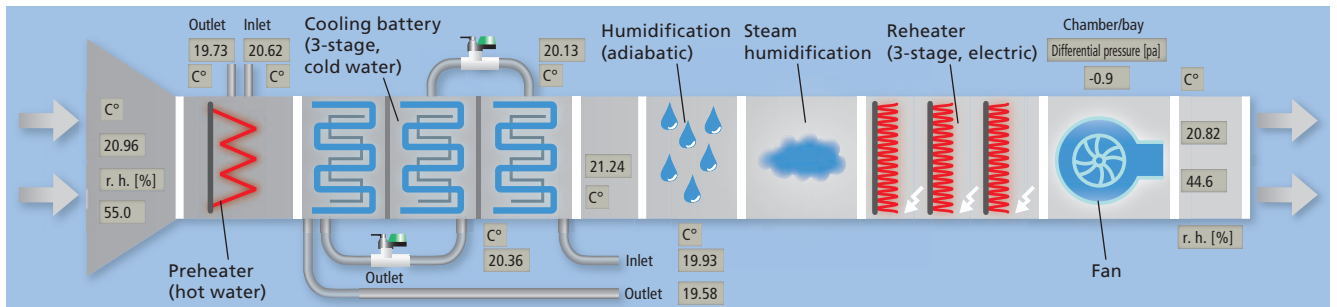 Outlet
Inlet
19.73
20.62
C°
C°
Cooling battery
(3-stage,
cold water)
20.13
C°
Humidification
(adiabatic)
Steam
humidification
Reheater
(3-stage, electric)
Chamber/bay
Differential pressure [pa]
-0.9
C°
C°
20.96
r. h. [%]
55.0
21.24
C°
20.82
44.6
r. h. [%]
Preheater
(hot water)
Outlet
C°
20.36
Inlet
C°
19.93
Outlet
19.58
Fan